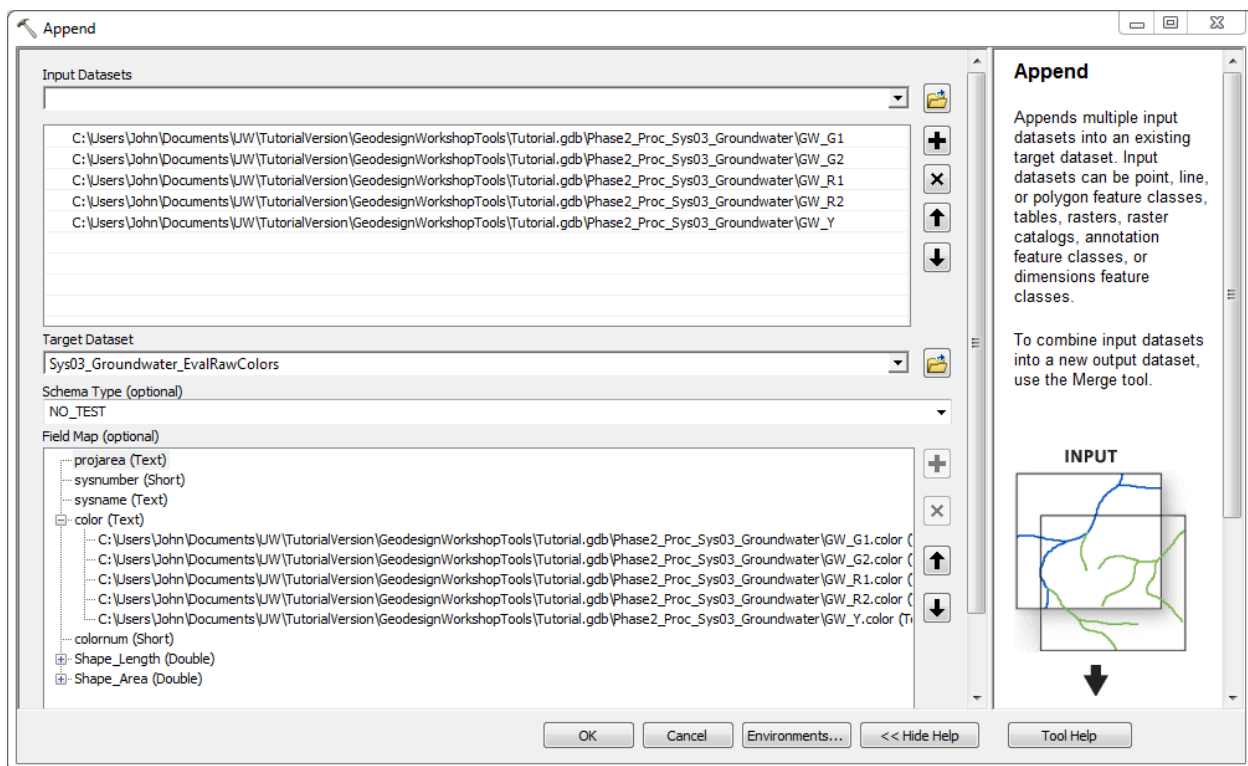 Append
Input Datasets
C:\Users\John\Documents\UW\TutorialVersion\GeodesignWorkshopTools\Tutorial.gdb\Phase2_Proc_Sys03_Groundwater\GW_G1
C:\Users\John\Documents\UW\TutorialVersion\GeodesignWorkshopTools\Tutorial.gdb\Phase2_Proc_Sys03_Groundwater\GW_G2
C:\Users\John\Documents\UW\TutorialVersion\GeodesignWorkshopTools\Tutorial.gdb\Phase2_Proc_Sys03_Groundwater\GW_R1
C:\Users\John\Documents\UW\TutorialVersion\GeodesignWorkshopTools\Tutorial.gdb\Phase2_Proc_Sys03_Groundwater\GW_R2
C:\Users\John\Documents\UW\TutorialVersion\GeodesignWorkshopTools\Tutorial.gdb\Phase2_Proc_Sys03_Groundwater\GW_Y
Target Dataset
Sys03_Groundwater_EvalRawColors
Schema Type (optional)
NO_TEST
Field Map (optional)
projarea (Text)
sysnumber (Short)
sysname (Text)
color (Text)
C:\Users\John\Documents\UW\TutorialVersion\GeodesignWorkshopTools\Tutorial.gdb\Phase2_Proc_Sys03_Groundwater\GW_G1.color (
C:\Users\John\Documents\UW\TutorialVersion\GeodesignWorkshopTools\Tutorial.gdb\Phase2_Proc_Sys03_Groundwater\GW_G2.color (
C:\Users\John\Documents\UW\TutorialVersion\GeodesignWorkshopTools\Tutorial.gdb\Phase2_Proc_Sys03_Groundwater\GW_R1.color (
C:\Users\John\Documents\UW\TutorialVersion\GeodesignWorkshopTools\Tutorial.gdb\Phase2_Proc_Sys03_Groundwater\GW_R2.color (
C:\Users\John\Documents\UW\TutorialVersion\GeodesignWorkshopTools\Tutorial.gdb\Phase2_Proc_Sys03_Groundwater\GW_Y.color (T
colornum (Short)
Shape_Length (Double)
Shape_Area (Double)
OK
Cancel
Environments...
<< Hide Help
Append
Appends multiple input
datasets into an existing
target dataset. Input
datasets can be point, line,
or polygon feature classes,
tables, rasters, raster
catalogs, annotation
feature classes, or
dimensions feature
classes.
To combine input datasets
into a new output dataset,
use the Merge tool.
INPUT
Tool Help